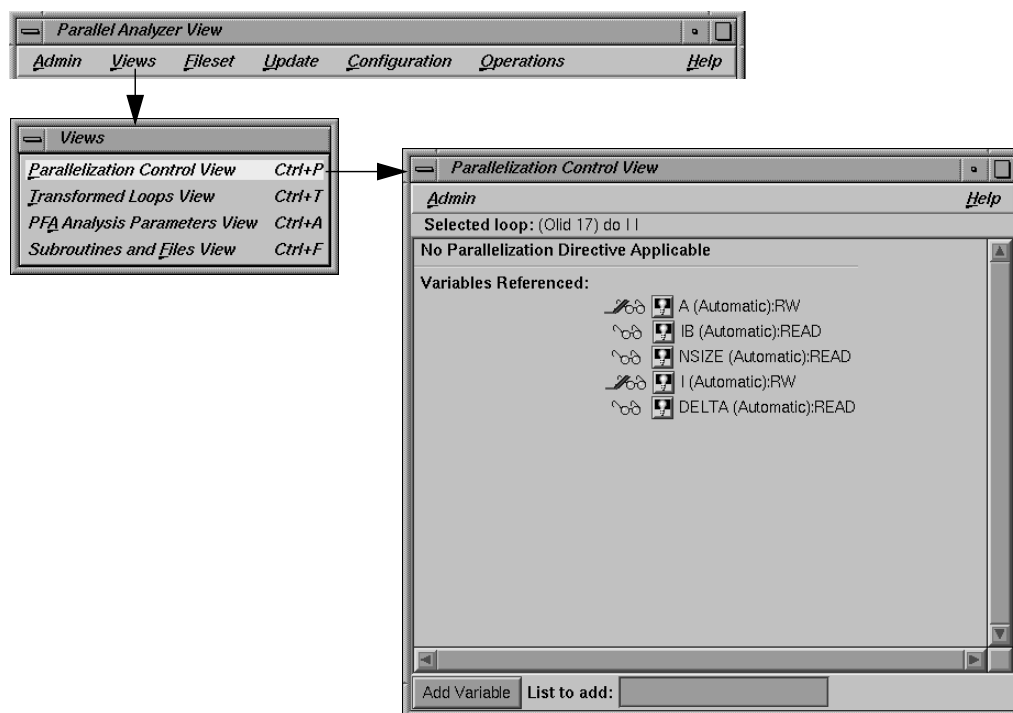 Parallel Analyzer View
Admin Views Fileset Update Configuration Operations Help
Views
Parallelization Control View Ctrl+P
Transformed Loops View Ctrl+T
PFA Analysis Parameters View Ctrl+A
Subroutines and Files View Ctrl+F
Parallelization Control View
Admin Help
Selected loop: (Olid 17) do I I
No Parallelization Directive Applicable
Variables Referenced:
A (Automatic):RW
IB (Automatic):READ
NSIZE (Automatic):READ
I (Automatic):RW
DELTA (Automatic):READ
Add Variable List to add: